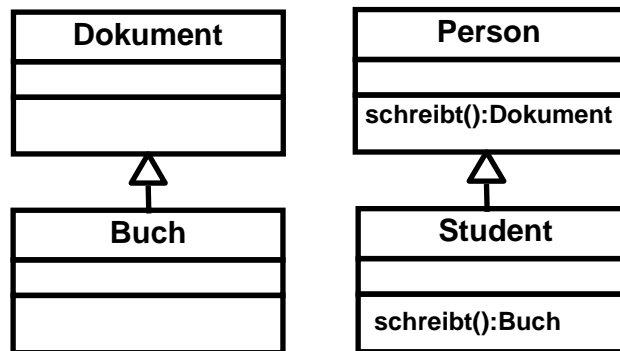 Dokument
Person
schreibt():Dokument
Buch
Student
schreibt():Buch